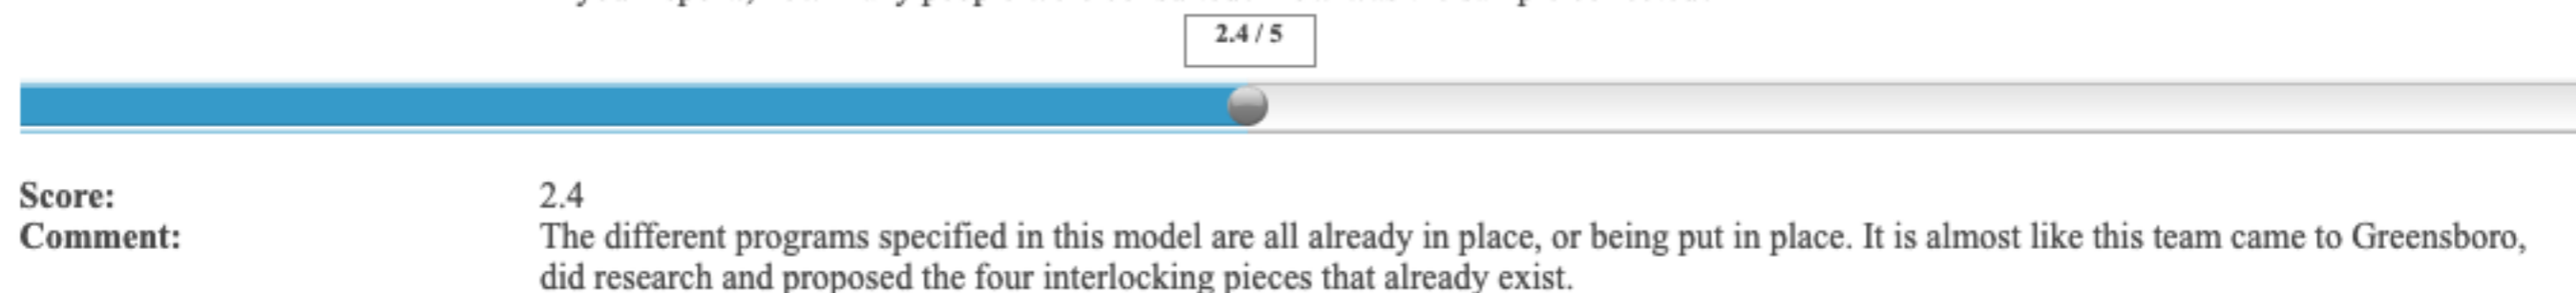 2.4 / 5
Score: 2.4
Comment: The different programs specified in this model are all already in place, or being put in place. It is almost like this team came to Greensboro,
did research and proposed the four interlocking pieces that already exist.